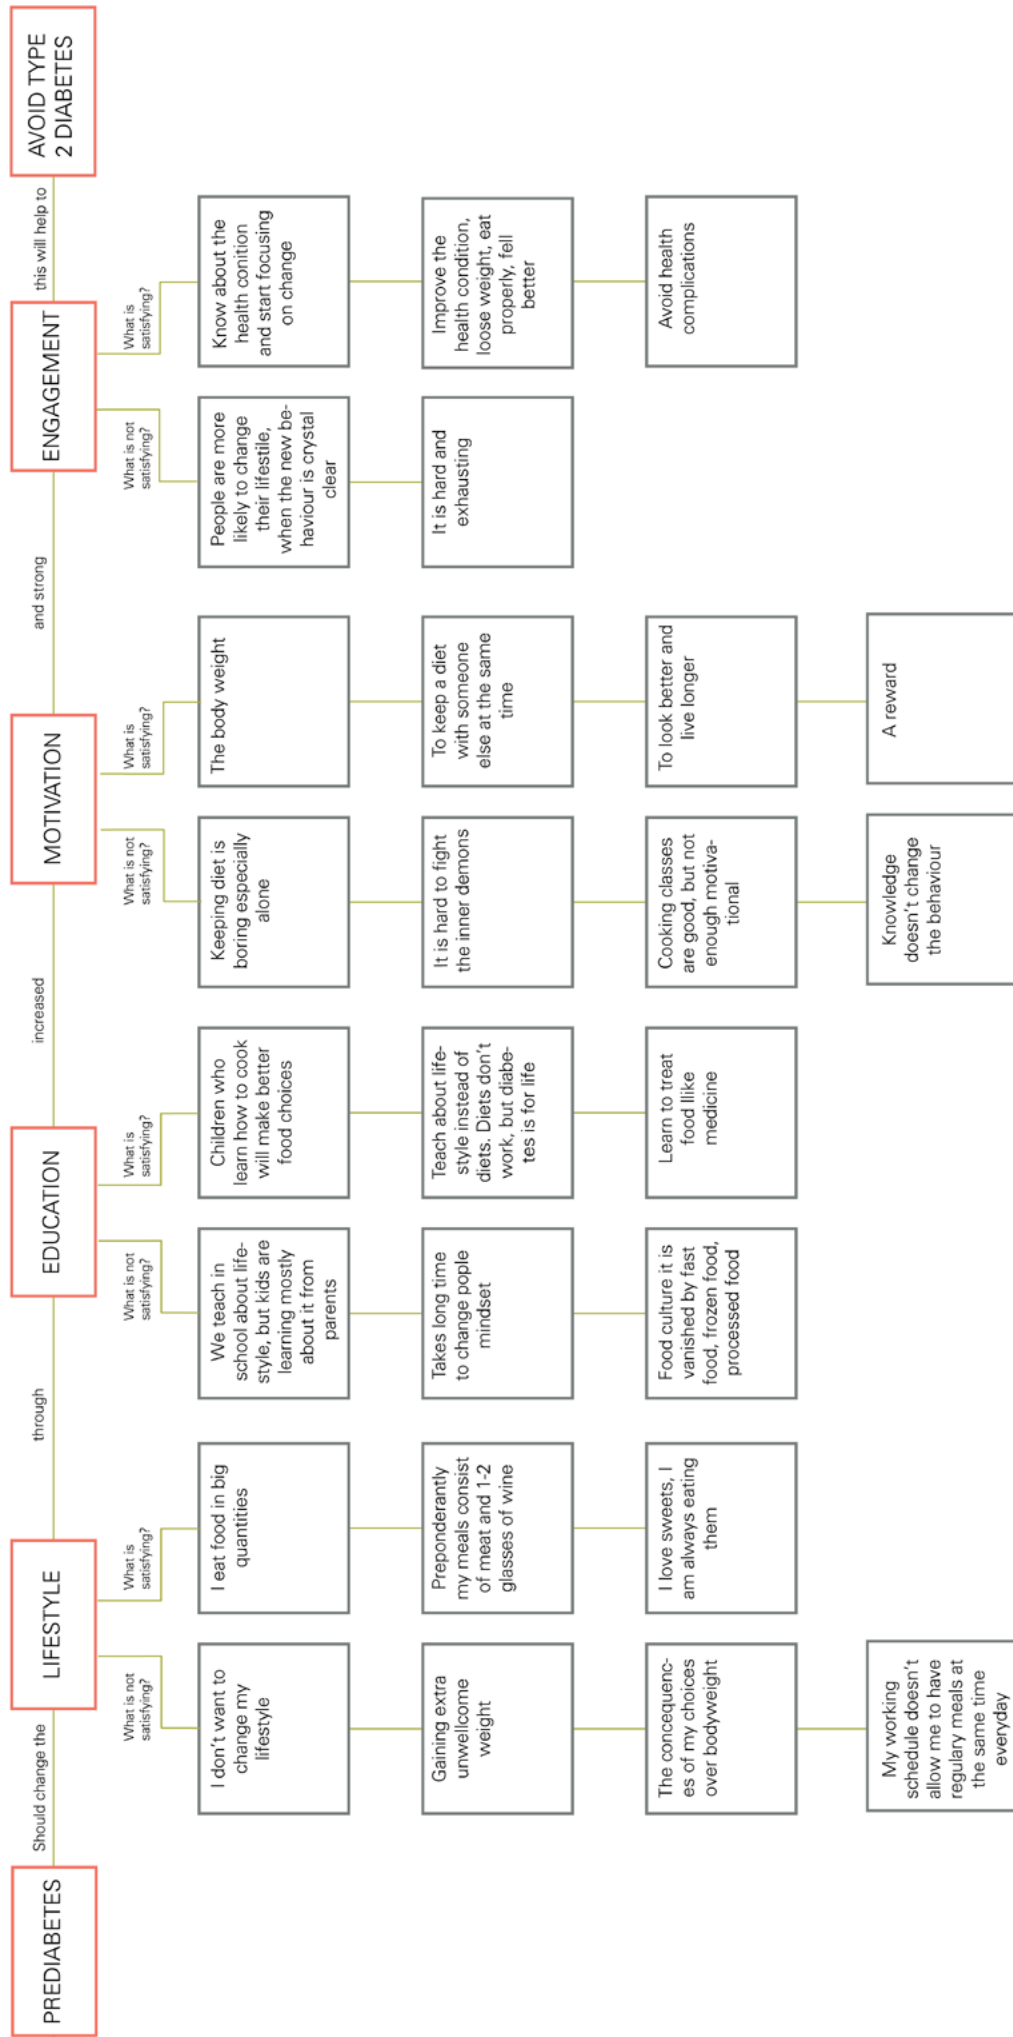 PREDIABETES
Should change the
LIFESTYLE
through
EDUCATION
increased
MOTIVATION
and strong
ENGAGEMENT
this will help to
AVOID TYPE
2 DIABETES
What is not
satisfying?
I don't want to
change my
lifestyle
Gaining extra
unwellcome
weight
The concequenc-
es of my choices
over bodyweight
My working
schedule doesn't
allow me to have
regulary meals at
the same time
everyday
What is
satisfying?
I eat food in big
quantities
Preponderantly
my meals consist
of meat and 1-2
glasses of wine
I love sweets, I
am always eating
them
What is not
satisfying?
We teach in
school about life-
style, but kids are
learning mostly
about it from
parents
Takes long time
to change pople
mindset
Food culture it is
vanished by fast
food, frozen food,
processed food
What is
satisfying?
Children who
learn how to cook
will make better
food choices
Teach about life-
style instead of
diets. Diets don't
work, but diabe-
tes is for life
Learn to treat
food llike
medicine
What is not
satisfying?
Keeping diet is
boring especially
alone
It is hard to fight
the inner demons
Cooking classes
are good, but not
enough motiva-
tional
Knowledge
doesn't change
the behaviour
What is
satisfying?
The body weight
To keep a diet
with someone
else at the same
time
To look better and
live longer
A reward
What is not
satisfying?
People are more
likely to change
their lifestile,
when the new be-
haviour is crystal
clear
It is hard and
exhausting
What is
satisfying?
Know about the
health conition
and start focusing
on change
Improve the
health condition,
loose weight, eat
properly, fell
better
Avoid health
complications